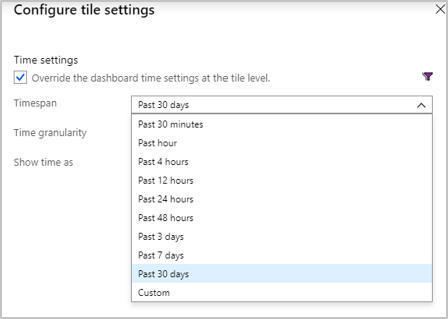 Configure tile settings
Time settings
Override the dashboard time settings at the tile level.
Timespan
Past 30 days
Past 30 minutes
Past hour
Time granularity
Past 4 hours
Show time as
Past 12 hours
Past 24 hours
Past 48 hours
Past 3 days
Past 7 days
Past 30 days
Custom